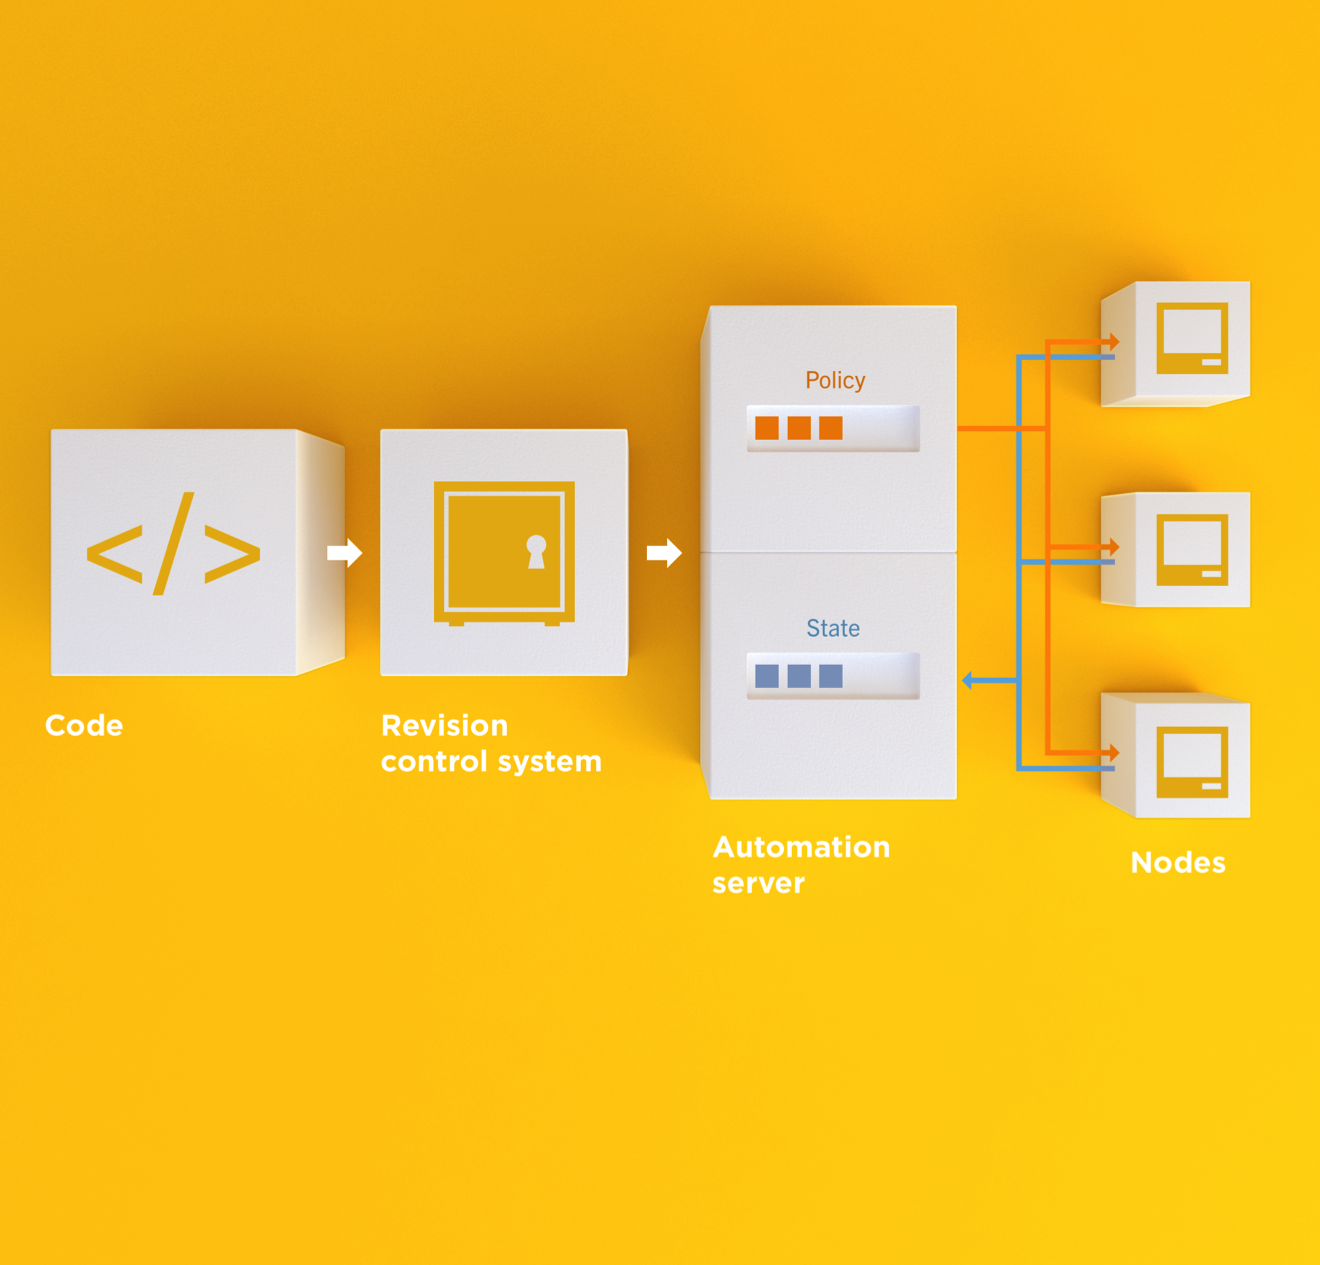 Policy
</>
State
Code
Revision
control system
Automation
server
Nodes